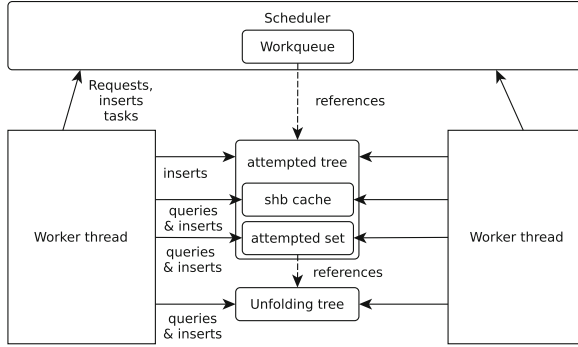 Scheduler
Workqueue
Requests,
inserts
tasks
references
attempted tree
inserts
shb cache
queries
& inserts
Worker thread
attempted set
Worker thread
queries
& inserts
references
Unfolding tree
queries
& inserts